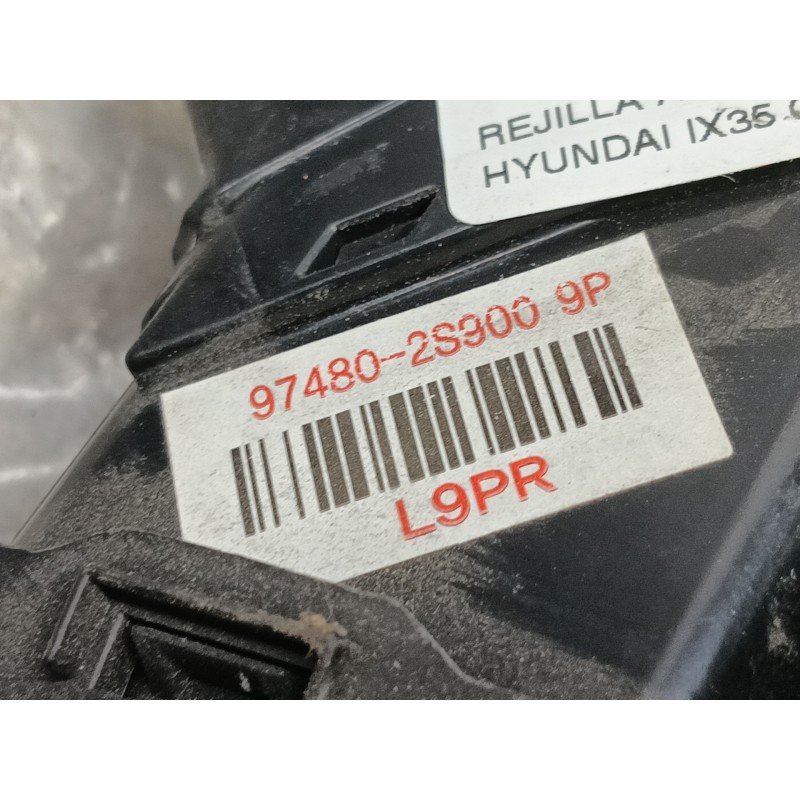 REJILLA
HYUNDAI IX35
97480-2S900 9P
L9PR